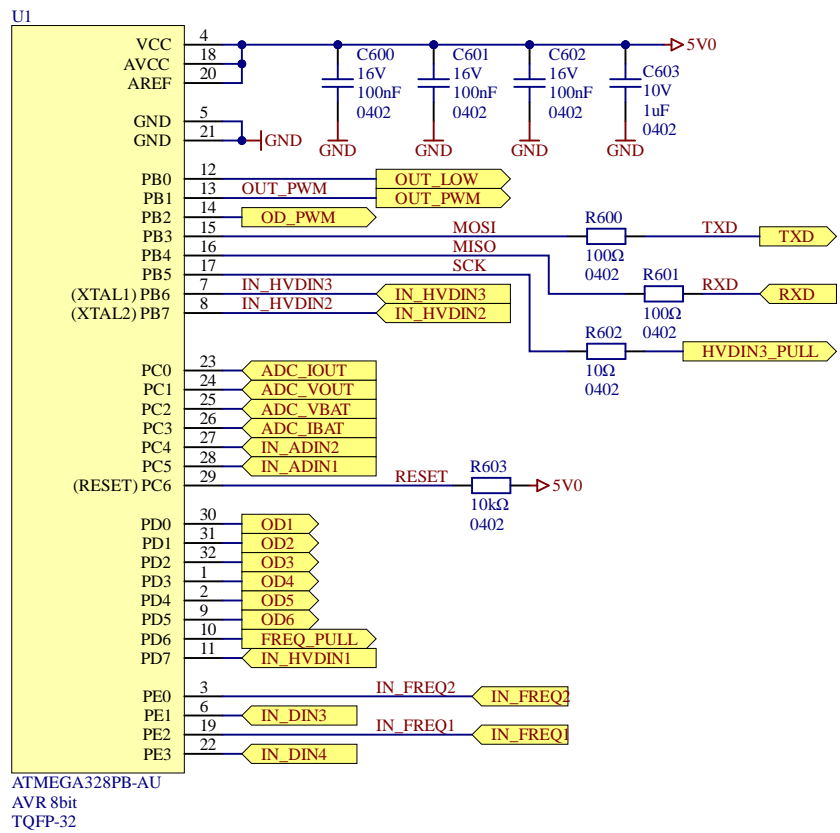 U1
VCC 4 5V0
AVCC 18
AREF 20
C600 16V 100nF 0402 GND
C601 16V 100nF 0402 GND
C602 16V 100nF 0402 GND
C603 10V 1uF 0402 GND
GND 5
GND 21 GND
PB0 12 OUT_LOW
PB1 13 OUT_PWM OUT_PWM
PB2 14 OD_PWM
PB3 15 MOSI R600 100Ω 0402 TXD TXD
PB4 16 MISO R601 100Ω 0402 RXD RXD
PB5 17 SCK R602 10Ω 0402 HVDIN3_PULL
(XTAL1) PB6 7 IN_HVDIN3 IN_HVDIN3
(XTAL2) PB7 8 IN_HVDIN2 IN_HVDIN2
PC0 23 ADC_IOUT
PC1 24 ADC_VOUT
PC2 25 ADC_VBAT
PC3 26 ADC_IBAT
PC4 27 IN_ADIN2
PC5 28 IN_ADIN1
(RESET) PC6 29 RESET R603 10kΩ 0402 5V0
PD0 30 OD1
PD1 31 OD2
PD2 32 OD3
PD3 1 OD4
PD4 2 OD5
PD5 9 OD6
PD6 10 FREQ_PULL
PD7 11 IN_HVDIN1
PE0 3 IN_FREQ2 IN_FREQ2
PE1 6 IN_DIN3
PE2 19 IN_FREQ1 IN_FREQ1
PE3 22 IN_DIN4
ATMEGA328PB-AU
AVR 8bit
TQFP-32